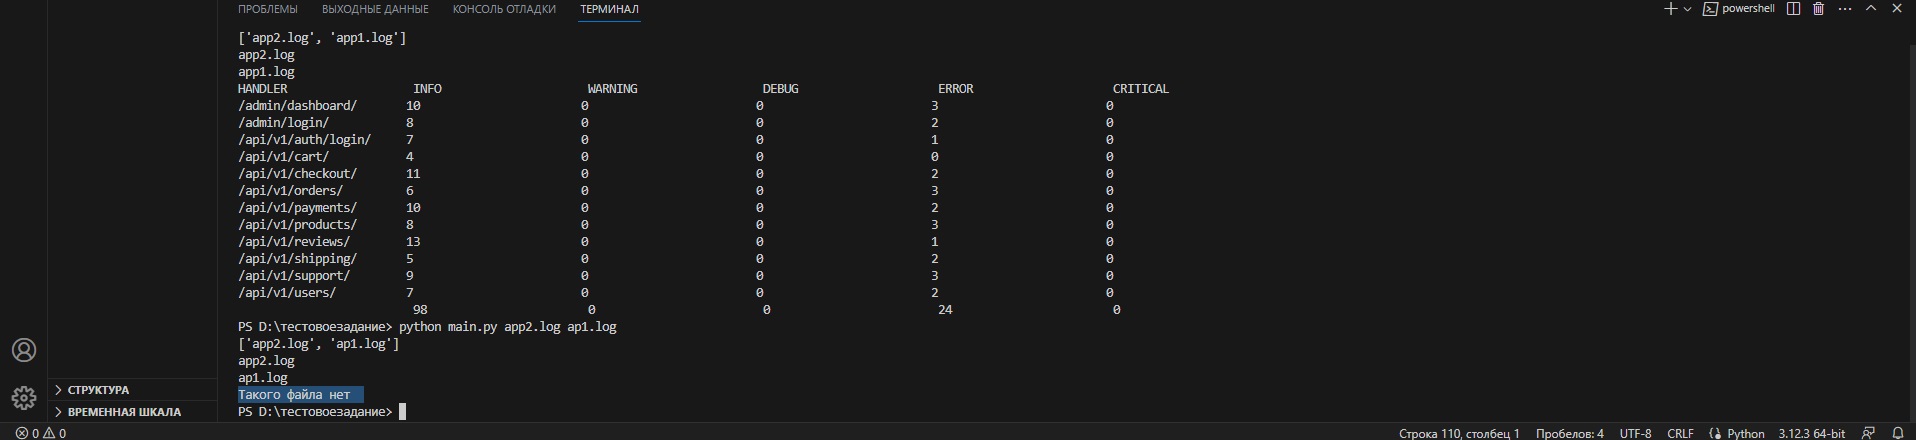 ПРОБЛЕМЫ ВЫХОДНЫЕ ДАННЫЕ КОНСОЛЬ ОТЛАДКИ ТЕРМИНАЛ powershell
['app2.log', 'app1.log']
app2.log
app1.log
HANDLER INFO WARNING DEBUG ERROR CRITICAL
/admin/dashboard/ 10 0 0 3 0
/admin/login/ 8 0 0 2 0
/api/v1/auth/login/ 7 0 0 1 0
/api/v1/cart/ 4 0 0 0 0
/api/v1/checkout/ 11 0 0 2 0
/api/v1/orders/ 6 0 0 3 0
/api/v1/payments/ 10 0 0 2 0
/api/v1/products/ 8 0 0 3 0
/api/v1/reviews/ 13 0 0 1 0
/api/v1/shipping/ 5 0 0 2 0
/api/v1/support/ 9 0 0 3 0
/api/v1/users/ 7 0 0 2 0
98 0 0 24 0
PS D:\тестовоезадание> python main.py app2.log ap1.log
['app2.log', 'ap1.log']
app2.log
ap1.log
Такого файла нет
PS D:\тестовоезадание>
СТРУКТУРА
ВРЕМЕННАЯ ШКАЛА
0 0 Строка 110, столбец 1 Пробелов: 4 UTF-8 CRLF Python 3.12.3 64-bit